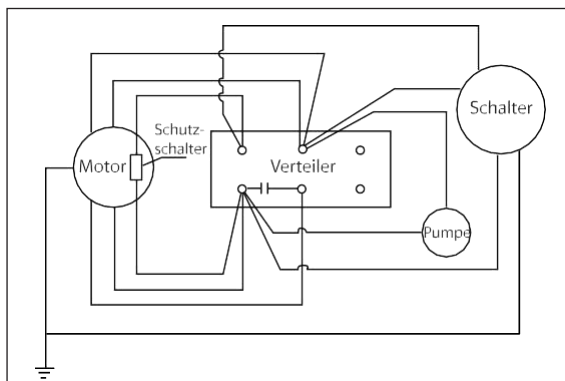 Schalter
Schutz-
schalter
Motor
Verteiler
Pumpe